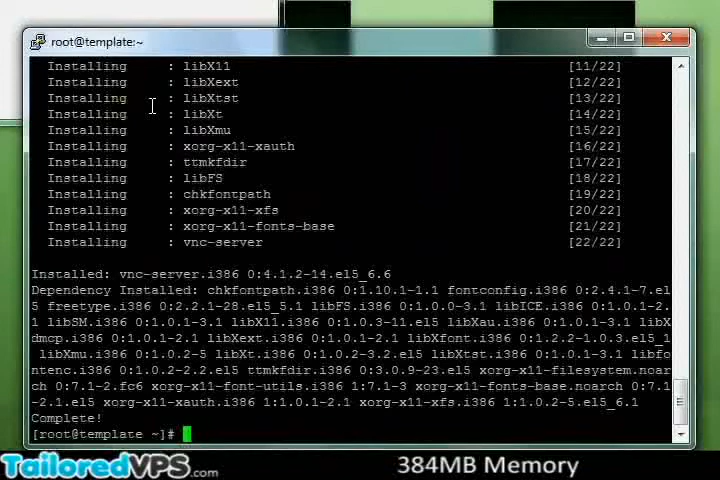 root@template:~
Installing : libX11 [11/22]
Installing : libXext [12/22]
Installing : libXtst [13/22]
Installing : libXt [14/22]
Installing : libXmu [15/22]
Installing : xorg-x11-xauth [16/22]
Installing : ttmkfdir [17/22]
Installing : libFS [18/22]
Installing : chkfontpath [19/22]
Installing : xorg-x11-xfs [20/22]
Installing : xorg-x11-fonts-base [21/22]
Installing : vnc-server [22/22]
Installed: vnc-server.i386 0:4.1.2-14.el5_6.6
Dependency Installed: chkfontpath.i386 0:1.10.1-1.1 fontconfig.i386 0:2.4.1-7.el
5 freetype.i386 0:2.2.1-28.el5_5.1 libFS.i386 0:1.0.0-3.1 libICE.i386 0:1.0.1-2.
1 libSM.i386 0:1.0.1-3.1 libX11.i386 0:1.0.3-11.el5 libXau.i386 0:1.0.1-3.1 libX
dmcp.i386 0:1.0.1-2.1 libXext.i386 0:1.0.1-2.1 libXfont.i386 0:1.2.2-1.0.3.el5_1
libXmu.i386 0:1.0.2-5 libXt.i386 0:1.0.2-3.2.el5 libXtst.i386 0:1.0.1-3.1 libfo
ntenc.i386 0:1.0.2-2.2.el5 ttmkfdir.i386 0:3.0.9-23.el5 xorg-x11-filesystem.noar
ch 0:7.1-2.fc6 xorg-x11-font-utils.i386 1:7.1-3 xorg-x11-fonts-base.noarch 0:7.1
-2.1.el5 xorg-x11-xauth.i386 1:1.0.1-2.1 xorg-x11-xfs.i386 1:1.0.2-5.el5_6.1
Complete!
[root@template ~]#
TailoredVPS.com
384MB Memory